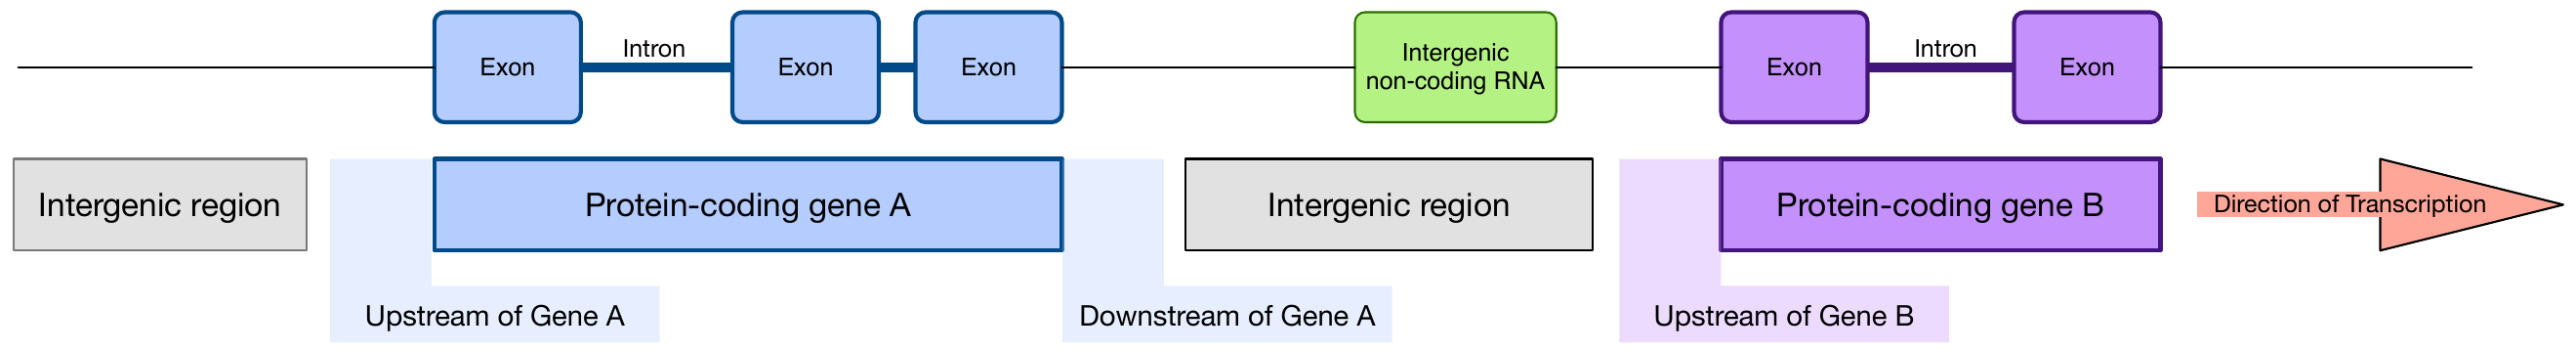 Exon
Intron
Exon
Exon
Intergenic
non-coding RNA
Exon
Intron
Exon
Intergenic region
Protein-coding gene A
Intergenic region
Protein-coding gene B
Direction of Transcription
Upstream of Gene A
Downstream of Gene A
Upstream of Gene B